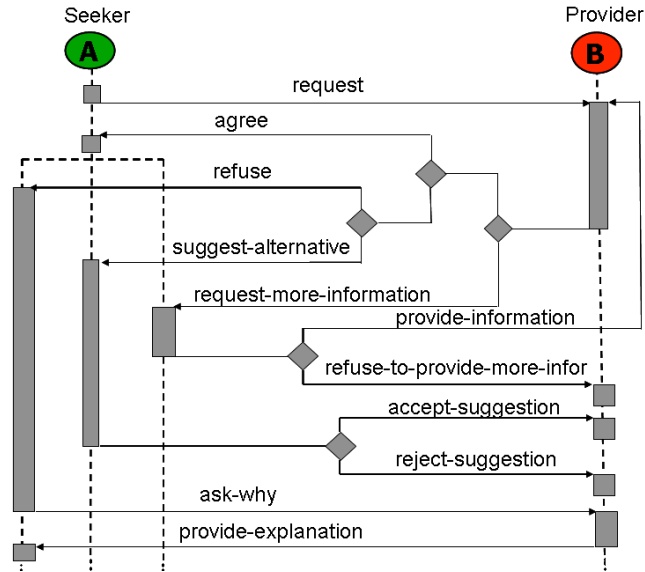 Seeker
Provider
A
B
request
agree
refuse
suggest-alternative
request-more-information
provide-information
refuse-to-provide-more-infor
accept-suggestion
reject-suggestion
ask-why
provide-explanation